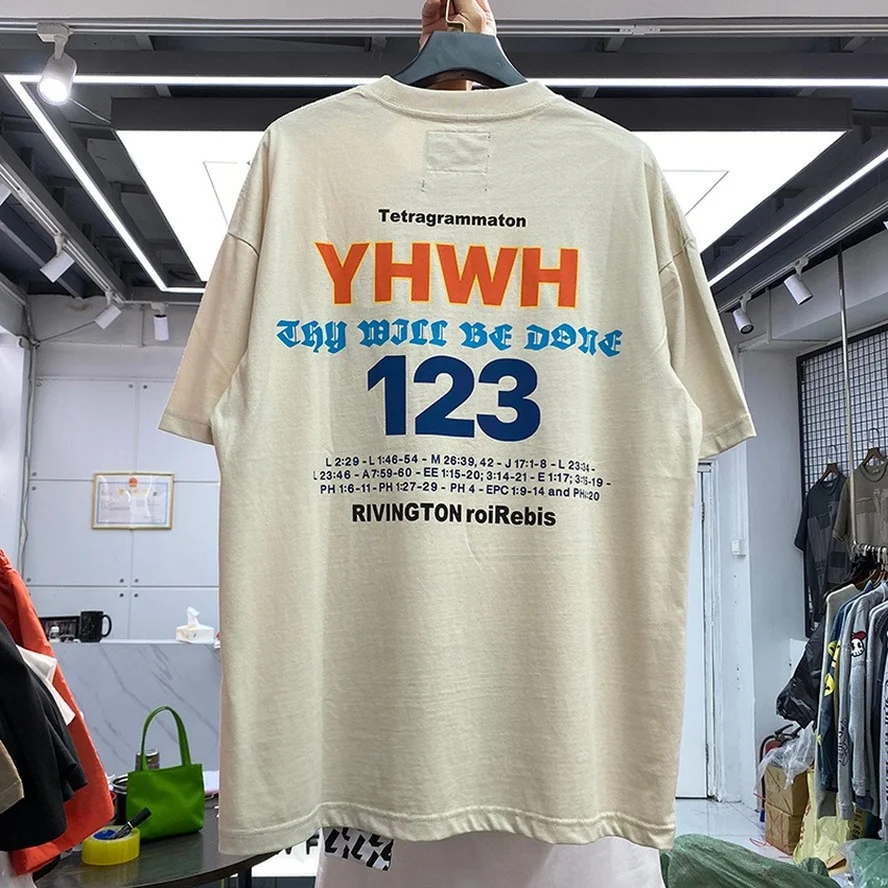 Tetragrammaton
YHWH
THY WILL BE DONE
123
L 2:29 - L 1:46-54 - M 26:39, 42 - J 17:1-8 - L 23:34 -
L 23:46 - A 7:59-60 - EE 1:15-20; 3:14-21 - E 1:17; 3:15-19 -
PH 1:6-11 - PH 1:27-29 - PH 4 - EPC 1:9-14 and PHi:20
RIVINGTON roiRebis